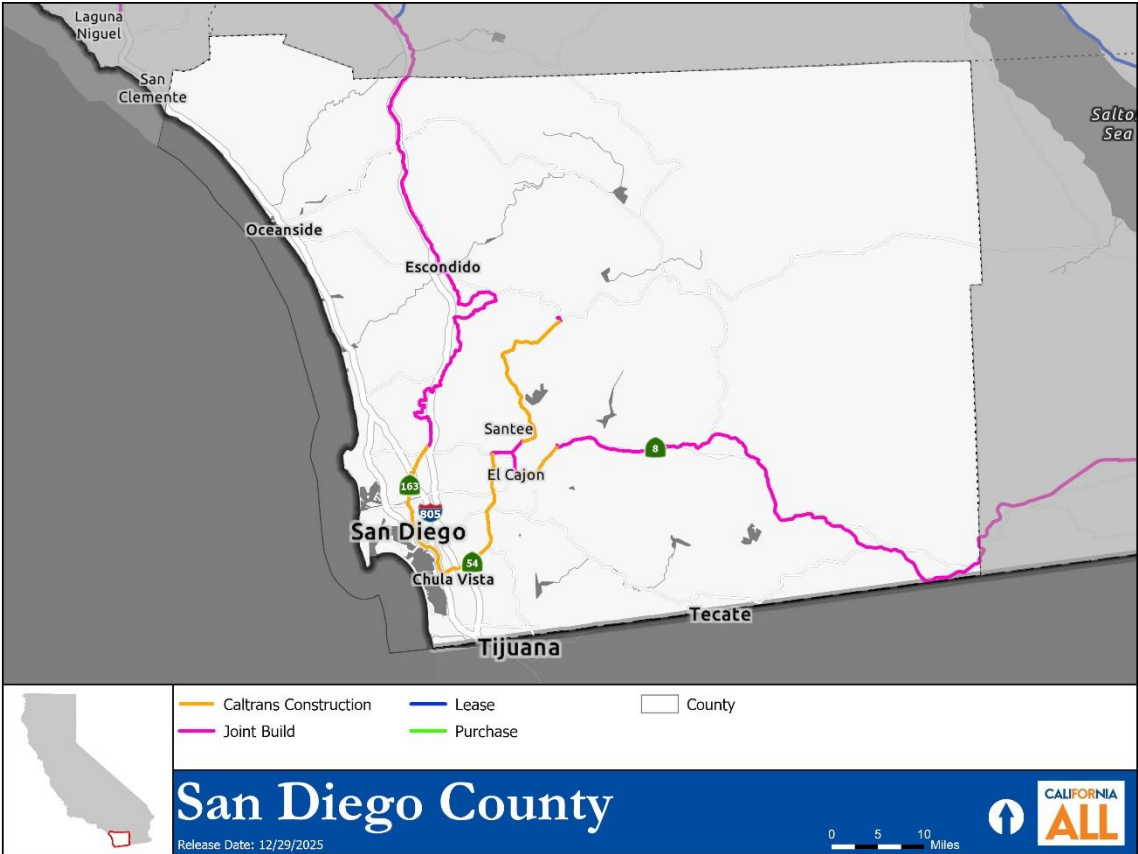 Laguna
Niguel
San
Clemente
Salton
Sea
Oceanside
Escondido
Santee
8
El Cajon
163
805
San Diego
54
Chula Vista
Tecate
Tijuana
Caltrans Construction
Lease
County
Joint Build
Purchase
San Diego County
Release Date: 12/29/2025
0 5 10
Miles
CALIFORNIA
ALL